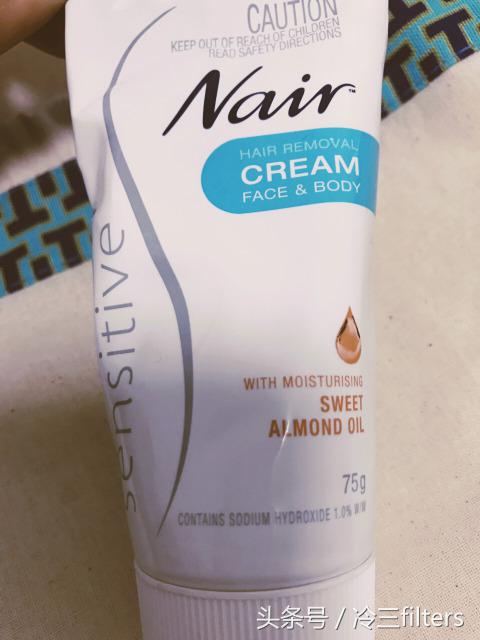 CAUTION
KEEP OUT OF REACH OF CHILDREN
READ SAFETY DIRECTIONS
Nair™
HAIR REMOVAL
CREAM
FACE & BODY
sensitive
WITH MOISTURISING
SWEET
ALMOND OIL
75g
CONTAINS SODIUM HYDROXIDE 1.0% W/W
头条号 / 冷三filters